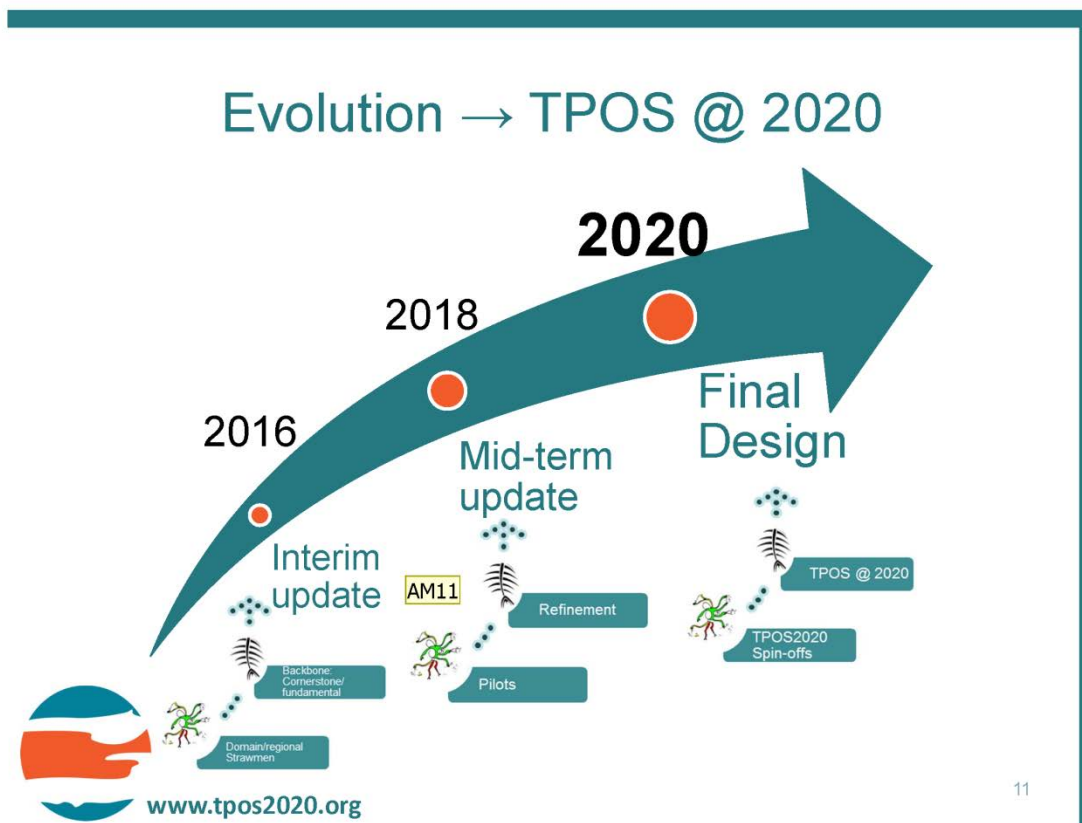 Evolution → TPOS @ 2020
2020
2018
2016
Final
Design
Mid-term
update
Interim
update
AM11
TPOS @ 2020
Refinement
TPOS2020
Spin-offs
Backbone:
Cornerstone/
fundamental
Pilots
Domain/regional
Strawmen
www.tpos2020.org
11